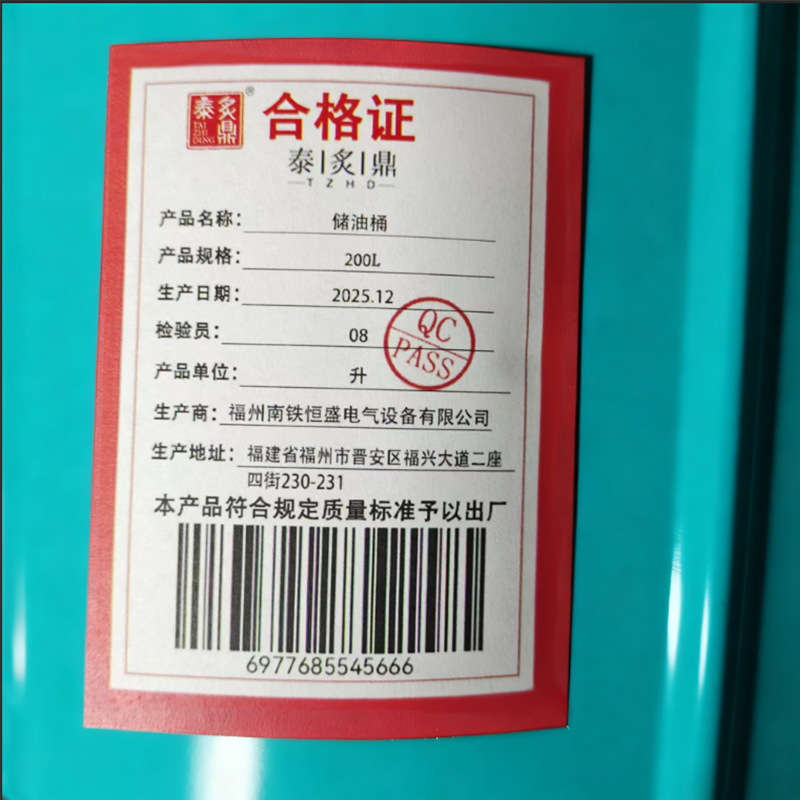 泰炙鼎
TAI
ZHI
DING
®
合格证
泰|炙|鼎
—TZHD—
产品名称： 储油桶
产品规格： 200L
生产日期： 2025.12
检验员： 08
QC
PASS
产品单位： 升
生产商： 福州南铁恒盛电气设备有限公司
生产地址： 福建省福州市晋安区福兴大道二座
四街230-231
本产品符合规定质量标准予以出厂
6977685545666